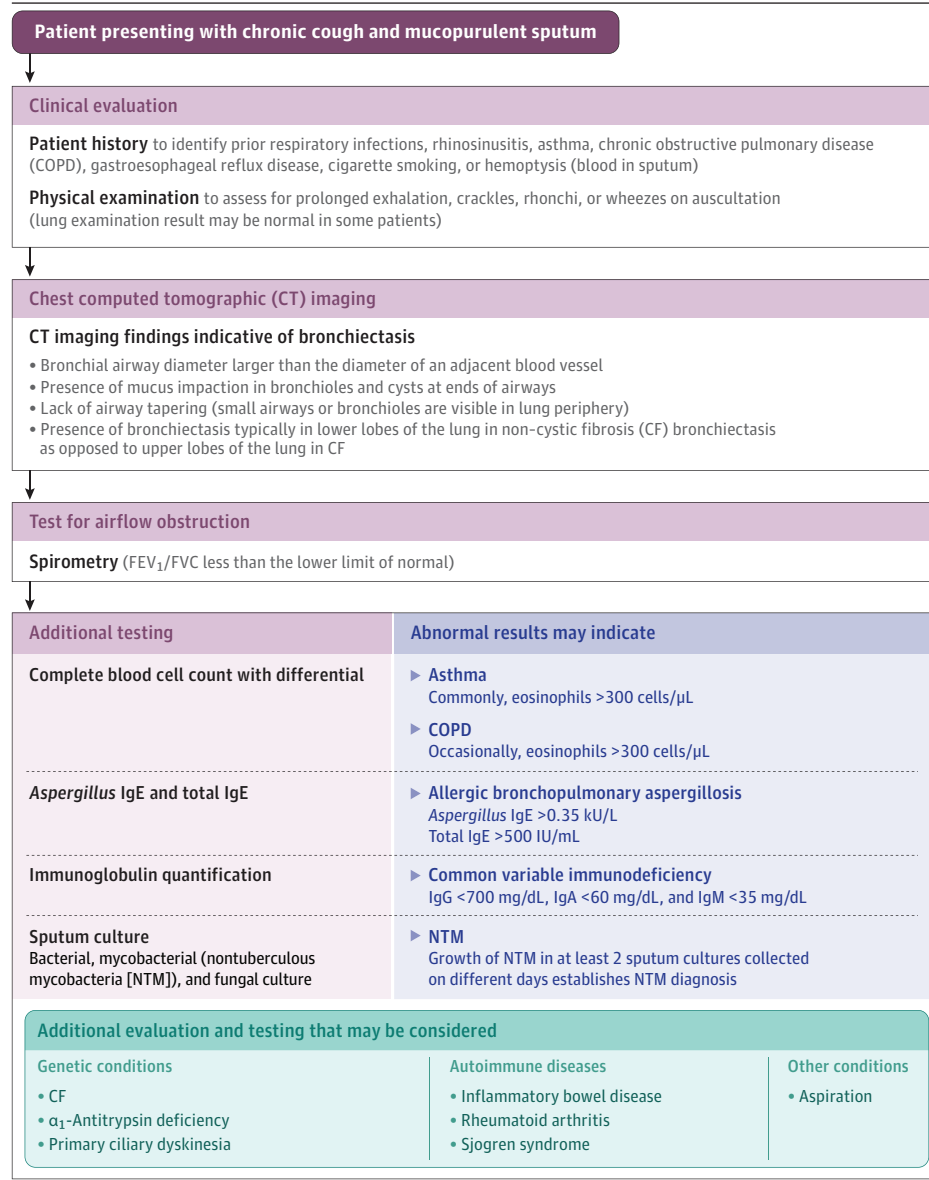 Patient presenting with chronic cough and mucopurulent sputum
Clinical evaluation
Patient history to identify prior respiratory infections, rhinosinusitis, asthma, chronic obstructive pulmonary disease
(COPD), gastroesophageal reflux disease, cigarette smoking, or hemoptysis (blood in sputum)
Physical examination to assess for prolonged exhalation, crackles, rhonchi, or wheezes on auscultation
(lung examination result may be normal in some patients)
Chest computed tomographic (CT) imaging
CT imaging findings indicative of bronchiectasis
• Bronchial airway diameter larger than the diameter of an adjacent blood vessel
• Presence of mucus impaction in bronchioles and cysts at ends of airways
• Lack of airway tapering (small airways or bronchioles are visible in lung periphery)
• Presence of bronchiectasis typically in lower lobes of the lung in non-cystic fibrosis (CF) bronchiectasis
as opposed to upper lobes of the lung in CF
Test for airflow obstruction
Spirometry (FEV₁/FVC less than the lower limit of normal)
Additional testing
Abnormal results may indicate
Complete blood cell count with differential
▶ Asthma
Commonly, eosinophils >300 cells/μL
▶ COPD
Occasionally, eosinophils >300 cells/μL
Aspergillus IgE and total IgE
▶ Allergic bronchopulmonary aspergillosis
Aspergillus IgE >0.35 kU/L
Total IgE >500 IU/mL
Immunoglobulin quantification
▶ Common variable immunodeficiency
IgG <700 mg/dL, IgA <60 mg/dL, and IgM <35 mg/dL
Sputum culture
Bacterial, mycobacterial (nontuberculous
mycobacteria [NTM]), and fungal culture
▶ NTM
Growth of NTM in at least 2 sputum cultures collected
on different days establishes NTM diagnosis
Additional evaluation and testing that may be considered
Genetic conditions
• CF
• α₁-Antitrypsin deficiency
• Primary ciliary dyskinesia
Autoimmune diseases
• Inflammatory bowel disease
• Rheumatoid arthritis
• Sjogren syndrome
Other conditions
• Aspiration